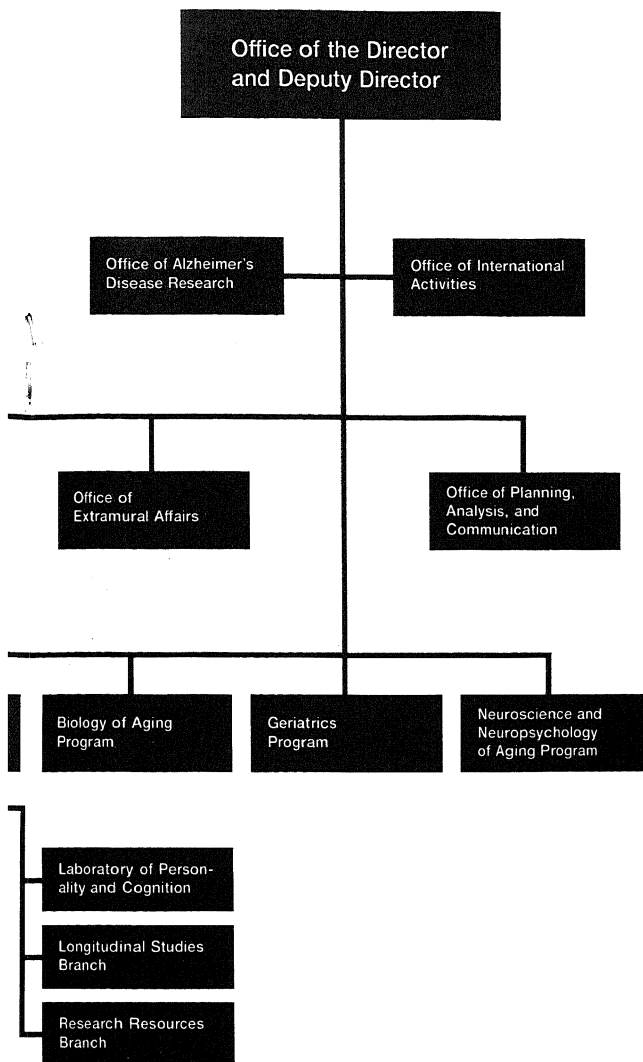 Office of the Director
and Deputy Director
Office of Alzheimer's
Disease Research
Office of International
Activities
Office of
Extramural Affairs
Office of Planning,
Analysis, and
Communication
Biology of Aging
Program
Geriatrics
Program
Neuroscience and
Neuropsychology
of Aging Program
Laboratory of Person-
ality and Cognition
Longitudinal Studies
Branch
Research Resources
Branch